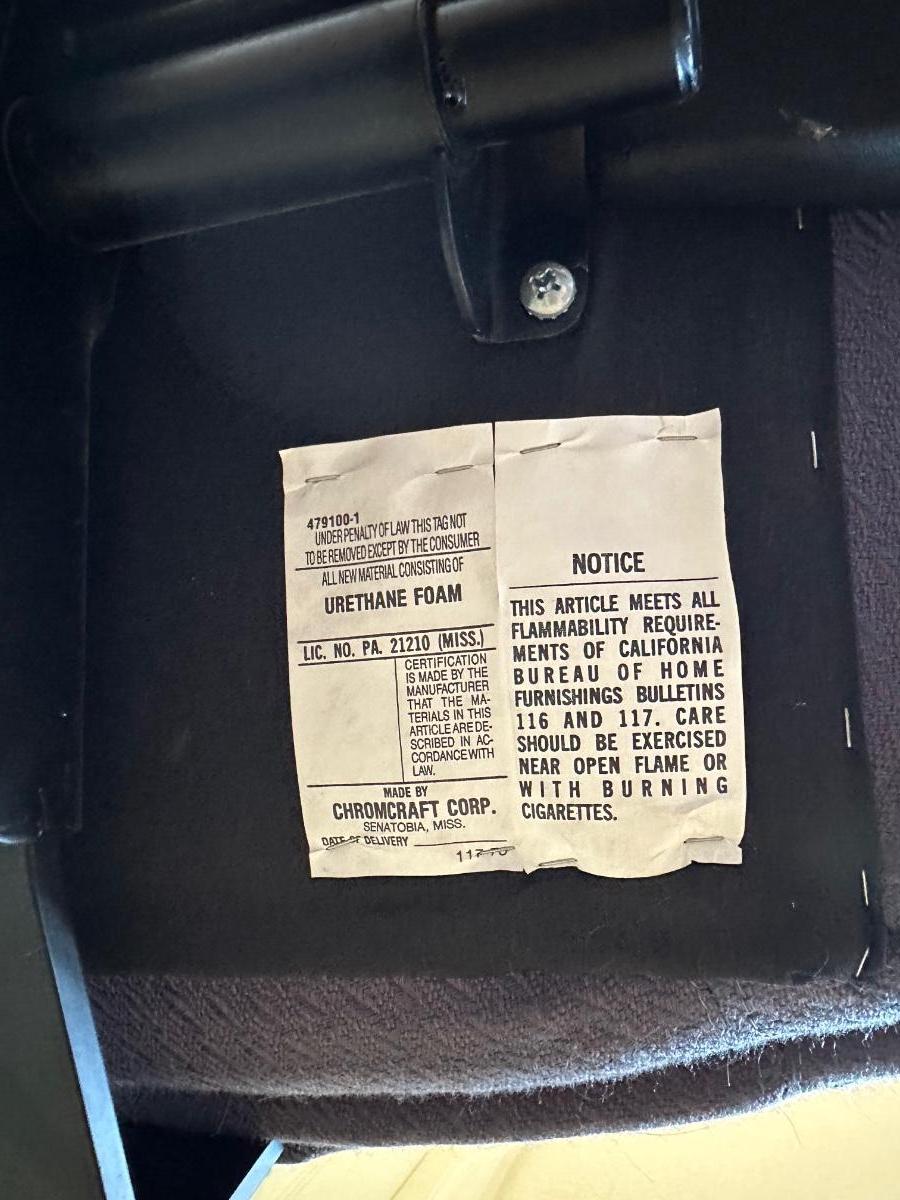 479100-1
UNDER PENALTY OF LAW THIS TAG NOT
TO BE REMOVED EXCEPT BY THE CONSUMER
ALL NEW MATERIAL CONSISTING OF
URETHANE FOAM
LIC. NO. PA. 21210 (MISS.)
CERTIFICATION
IS MADE BY THE
MANUFACTURER
THAT THE MA-
TERIALS IN THIS
ARTICLE ARE DE-
SCRIBED IN AC-
CORDANCE WITH
LAW.
MADE BY
CHROMCRAFT CORP.
SENATOBIA, MISS.
DATE OF DELIVERY
NOTICE
THIS ARTICLE MEETS ALL
FLAMMABILITY REQUIRE-
MENTS OF CALIFORNIA
BUREAU OF HOME
FURNISHINGS BULLETINS
116 AND 117. CARE
SHOULD BE EXERCISED
NEAR OPEN FLAME OR
WITH BURNING
CIGARETTES.